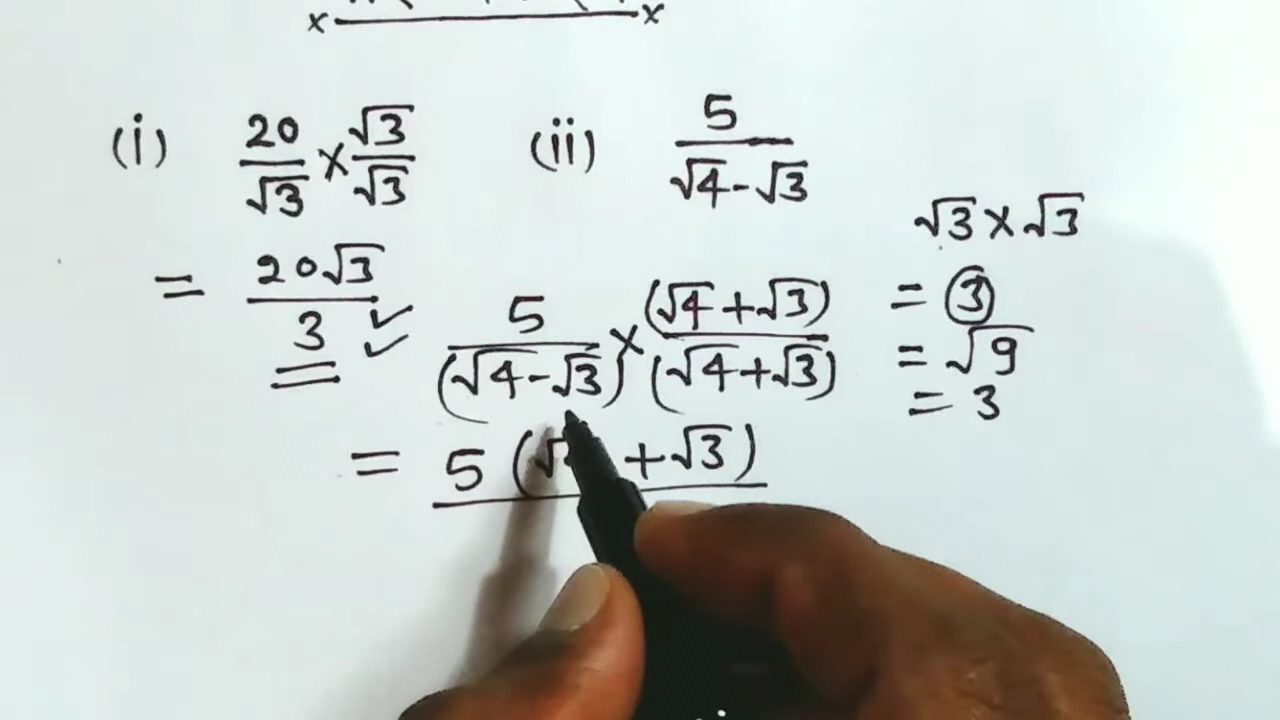 (i) 20/√3 × √3/√3 (ii) 5/(√4-√3)
√3 × √3
= 20√3/3 ✓✓
5/(√4-√3) × (√4+√3)/(√4+√3)
= 3
= √9
= 3
= 5(√ +√3)